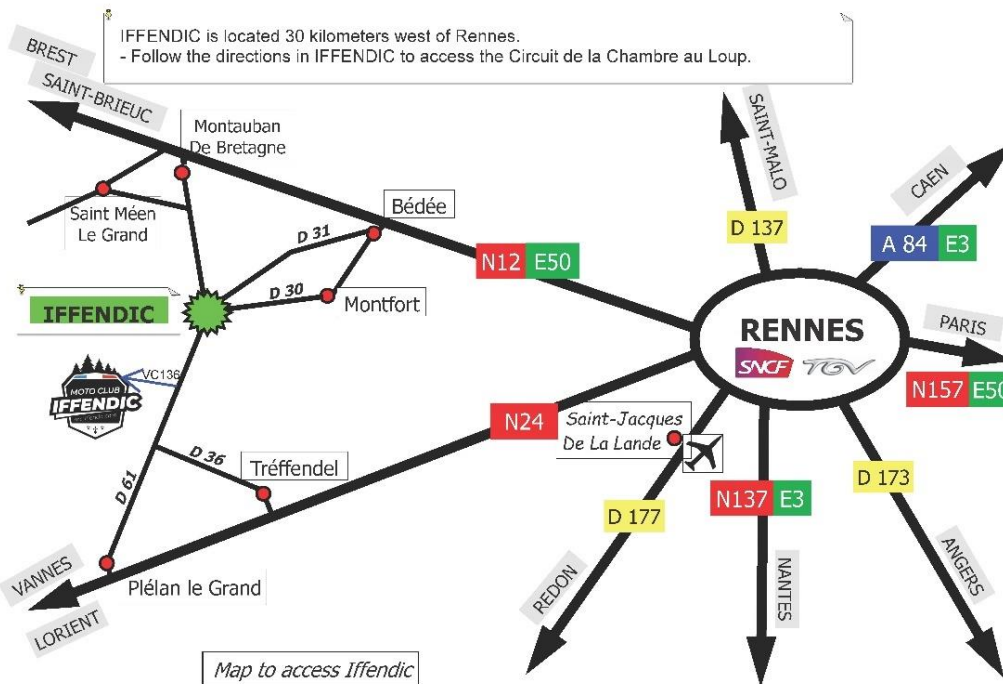 IFFENDIC is located 30 kilometers west of Rennes.
- Follow the directions in IFFENDIC to access the Circuit de la Chambre au Loup.
BREST
SAINT-BRIEUC
Montauban
De Bretagne
Saint Méen
Le Grand
Bédée
D 31
D 30
Montfort
IFFENDIC
VC136
MOTO CLUB
IFFENDIC
D 61
D 36
Tréffendel
VANNES
LORIENT
Plélan le Grand
N12 E50
N24
SAINT-MALO
D 137
CAEN
A 84 E3
RENNES
SNCF TGV
PARIS
N157 E50
Saint-Jacques
De La Lande
D 177
REDON
N137 E3
NANTES
D 173
ANGERS
Map to access Iffendic